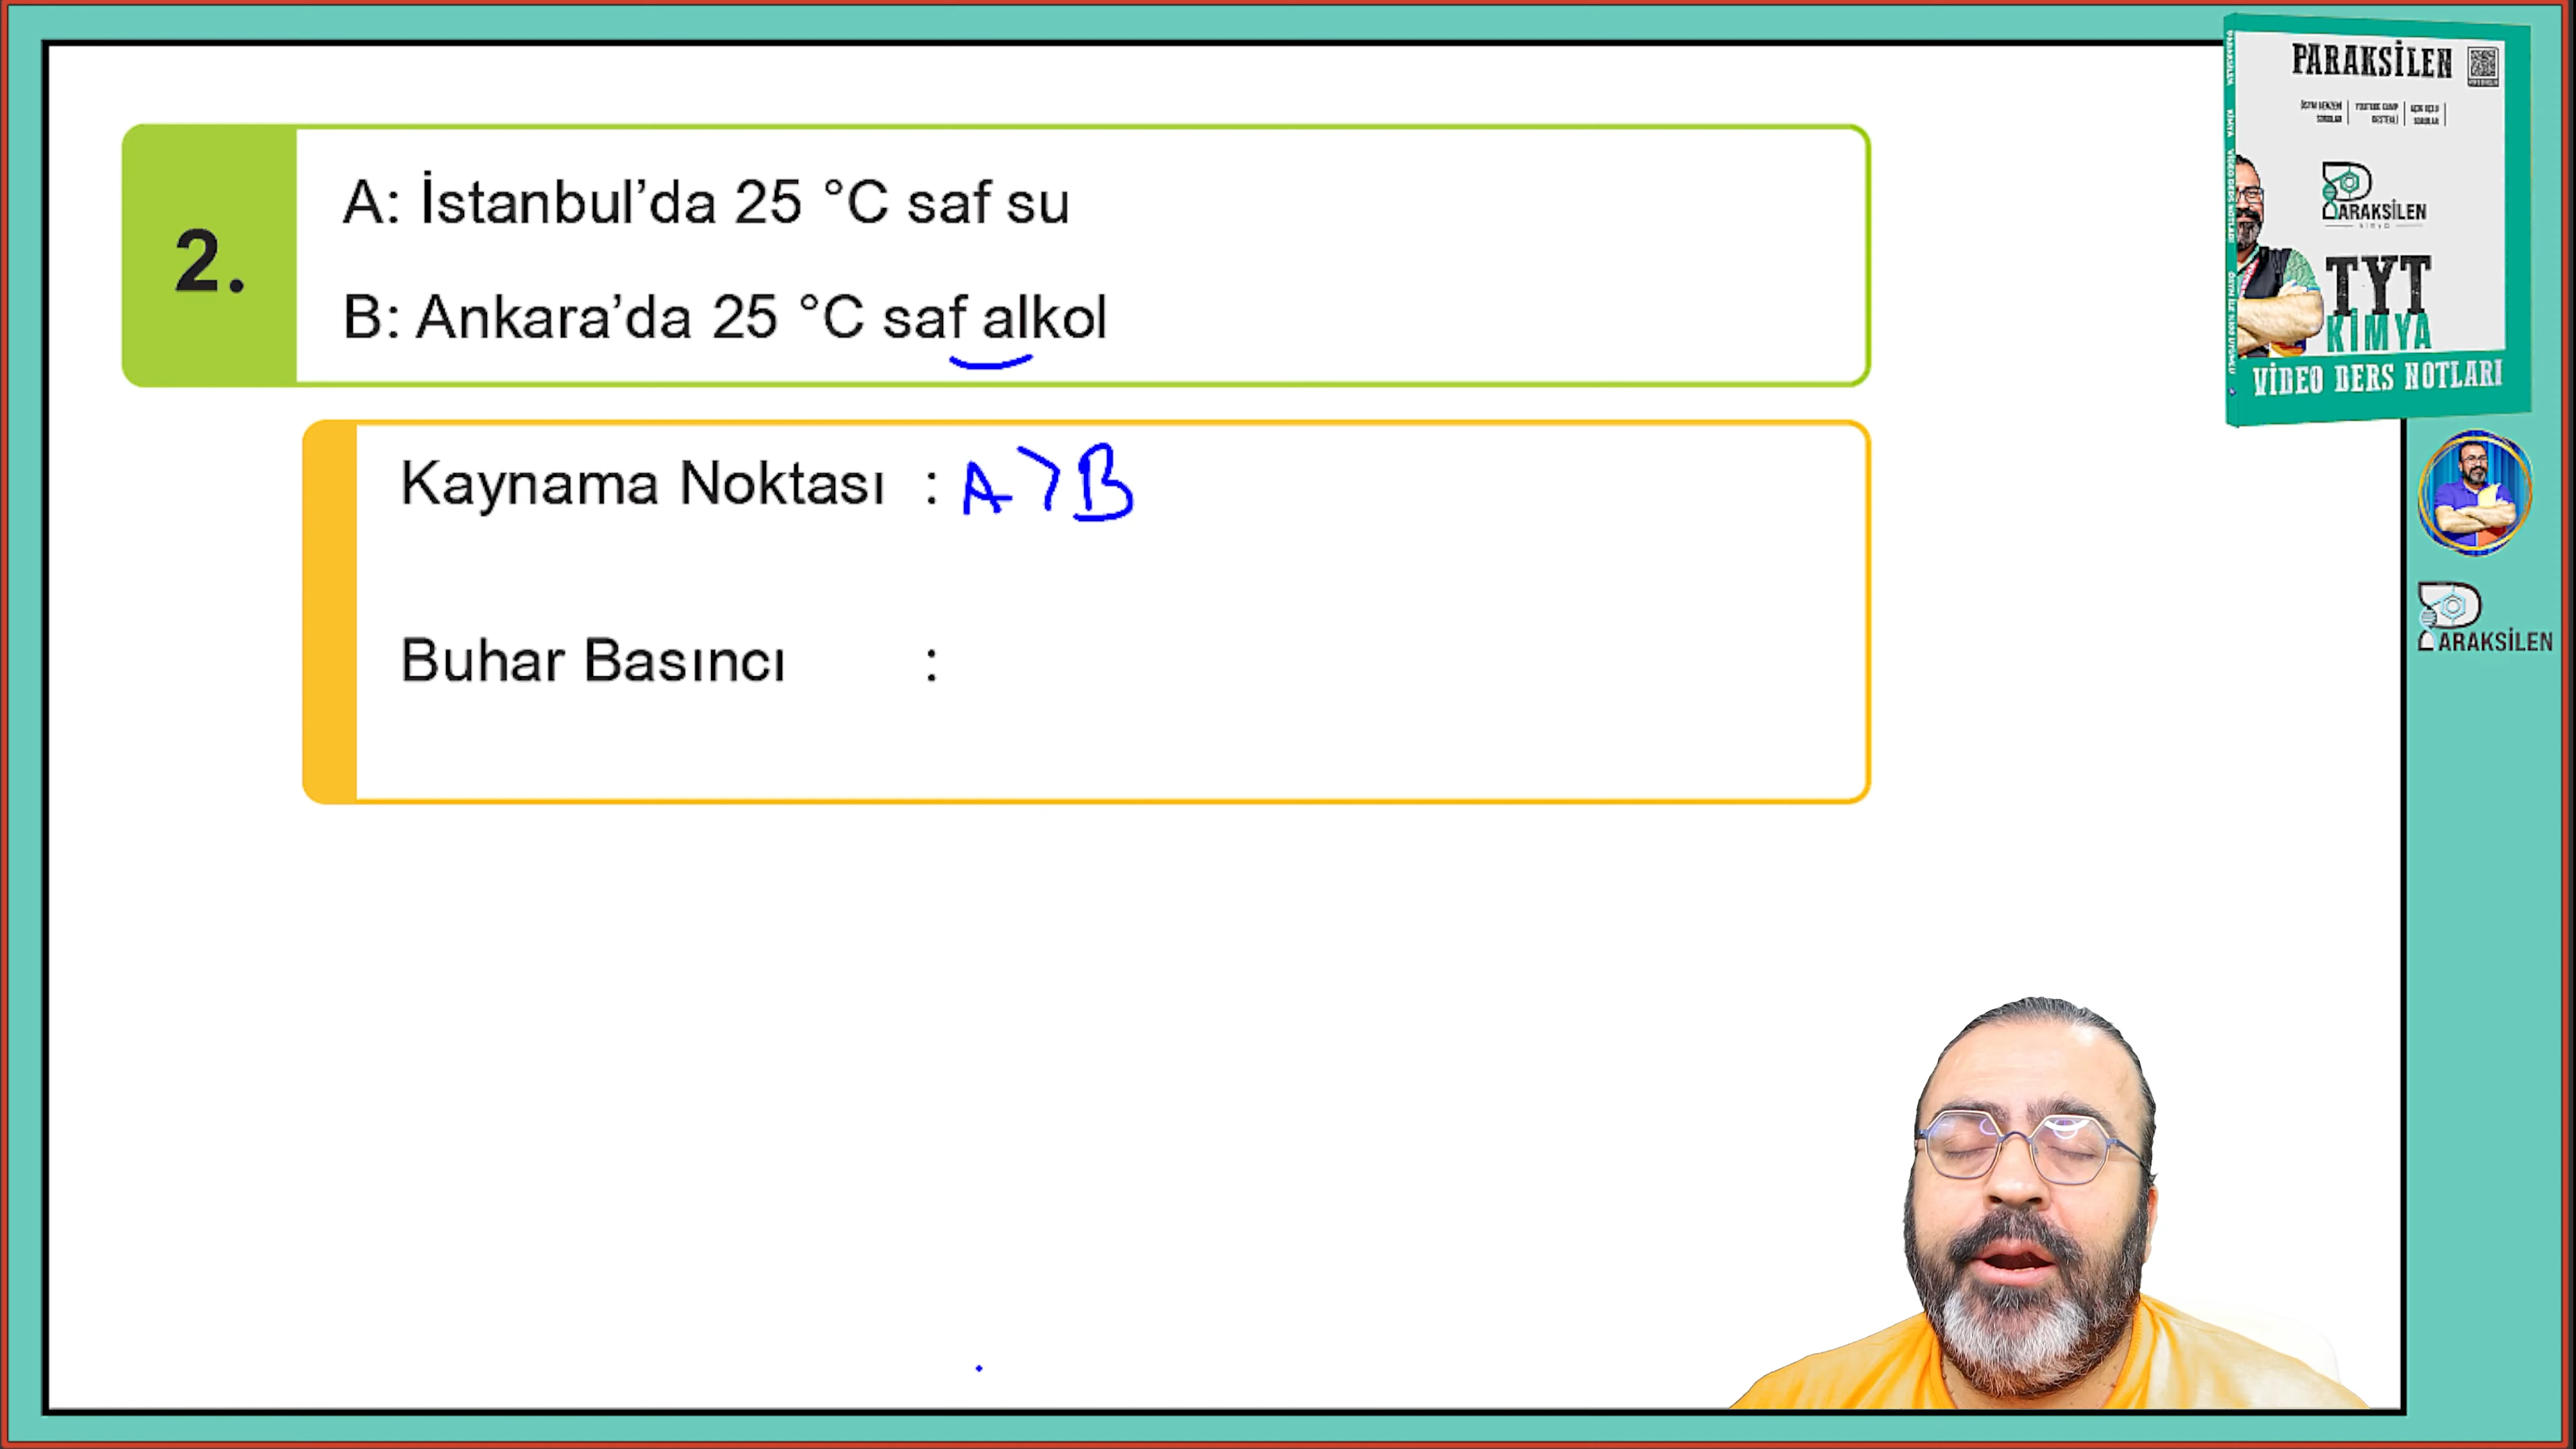 2.
A: İstanbul’da 25 °C saf su
B: Ankara’da 25 °C saf alkol
Kaynama Noktası : A > B
Buhar Basıncı :
PARAKSİLEN
PARAKSİLEN
TYT
KİMYA
VİDEO DERS NOTLARI
PARAKSİLEN